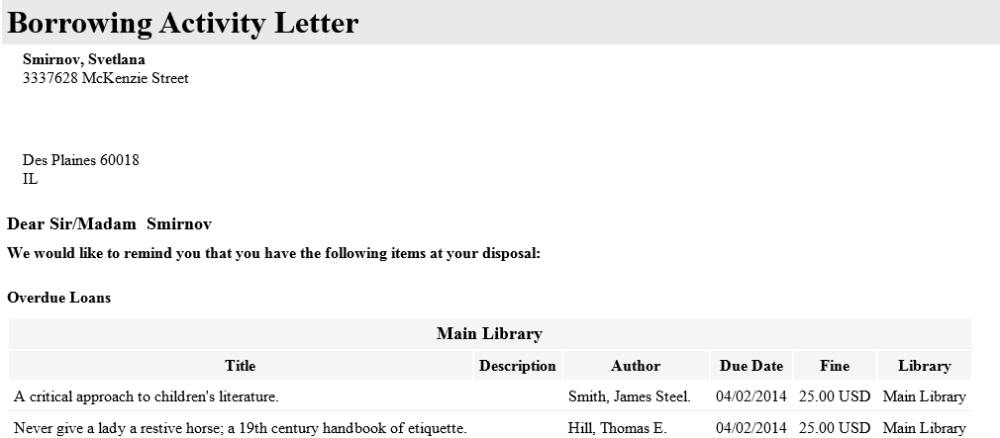 Borrowing Activity Letter
Smirnov, Svetlana
3337628 McKenzie Street
Des Plaines 60018
IL
Dear Sir/Madam Smirnov
We would like to remind you that you have the following items at your disposal:
Overdue Loans
Main Library
Title Description Author Due Date Fine Library
A critical approach to children's literature. Smith, James Steel. 04/02/2014 25.00 USD Main Library
Never give a lady a restive horse; a 19th century handbook of etiquette. Hill, Thomas E. 04/02/2014 25.00 USD Main Library